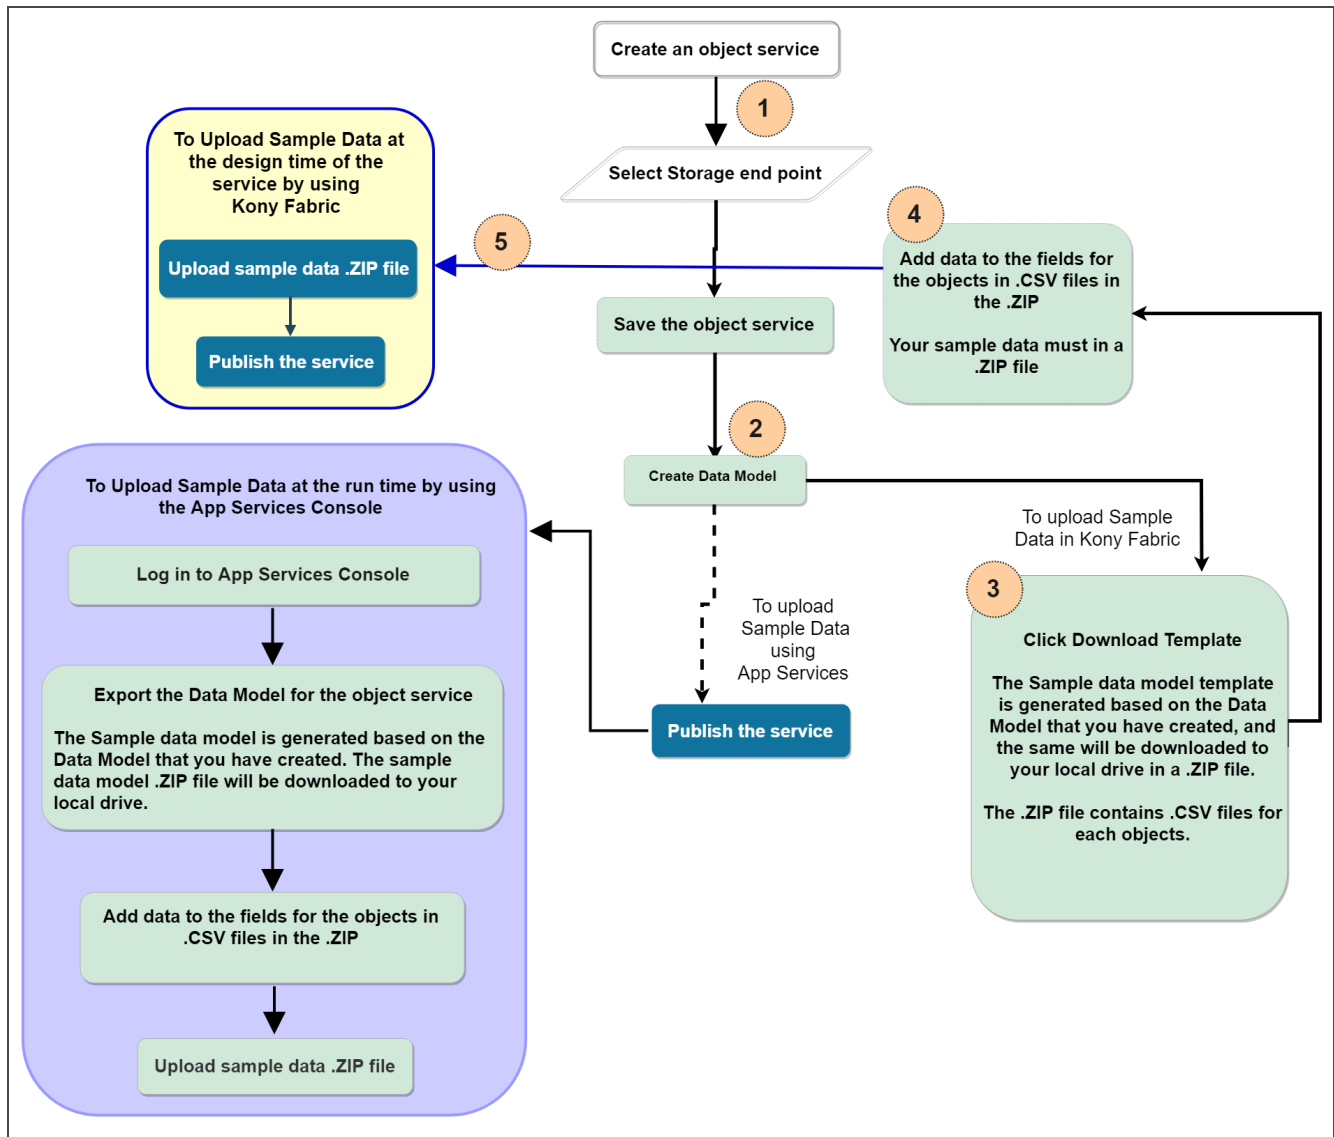 Create an object service
1
Select Storage end point
To Upload Sample Data at
the design time of the
service by using
Kony Fabric
Upload sample data .ZIP file
Publish the service
5
4
Add data to the fields for
the objects in .CSV files in
the .ZIP
Your sample data must in a
.ZIP file
Save the object service
2
Create Data Model
To upload Sample
Data in Kony Fabric
3
Click Download Template
The Sample data model template
is generated based on the Data
Model that you have created, and
the same will be downloaded to
your local drive in a .ZIP file.
The .ZIP file contains .CSV files for
each objects.
To upload
Sample Data
using
App Services
Publish the service
To Upload Sample Data at the run time by using
the App Services Console
Log in to App Services Console
Export the Data Model for the object service
The Sample data model is generated based on the
Data Model that you have created. The sample
data model .ZIP file will be downloaded to your
local drive.
Add data to the fields for the objects in
.CSV files in the .ZIP
Upload sample data .ZIP file